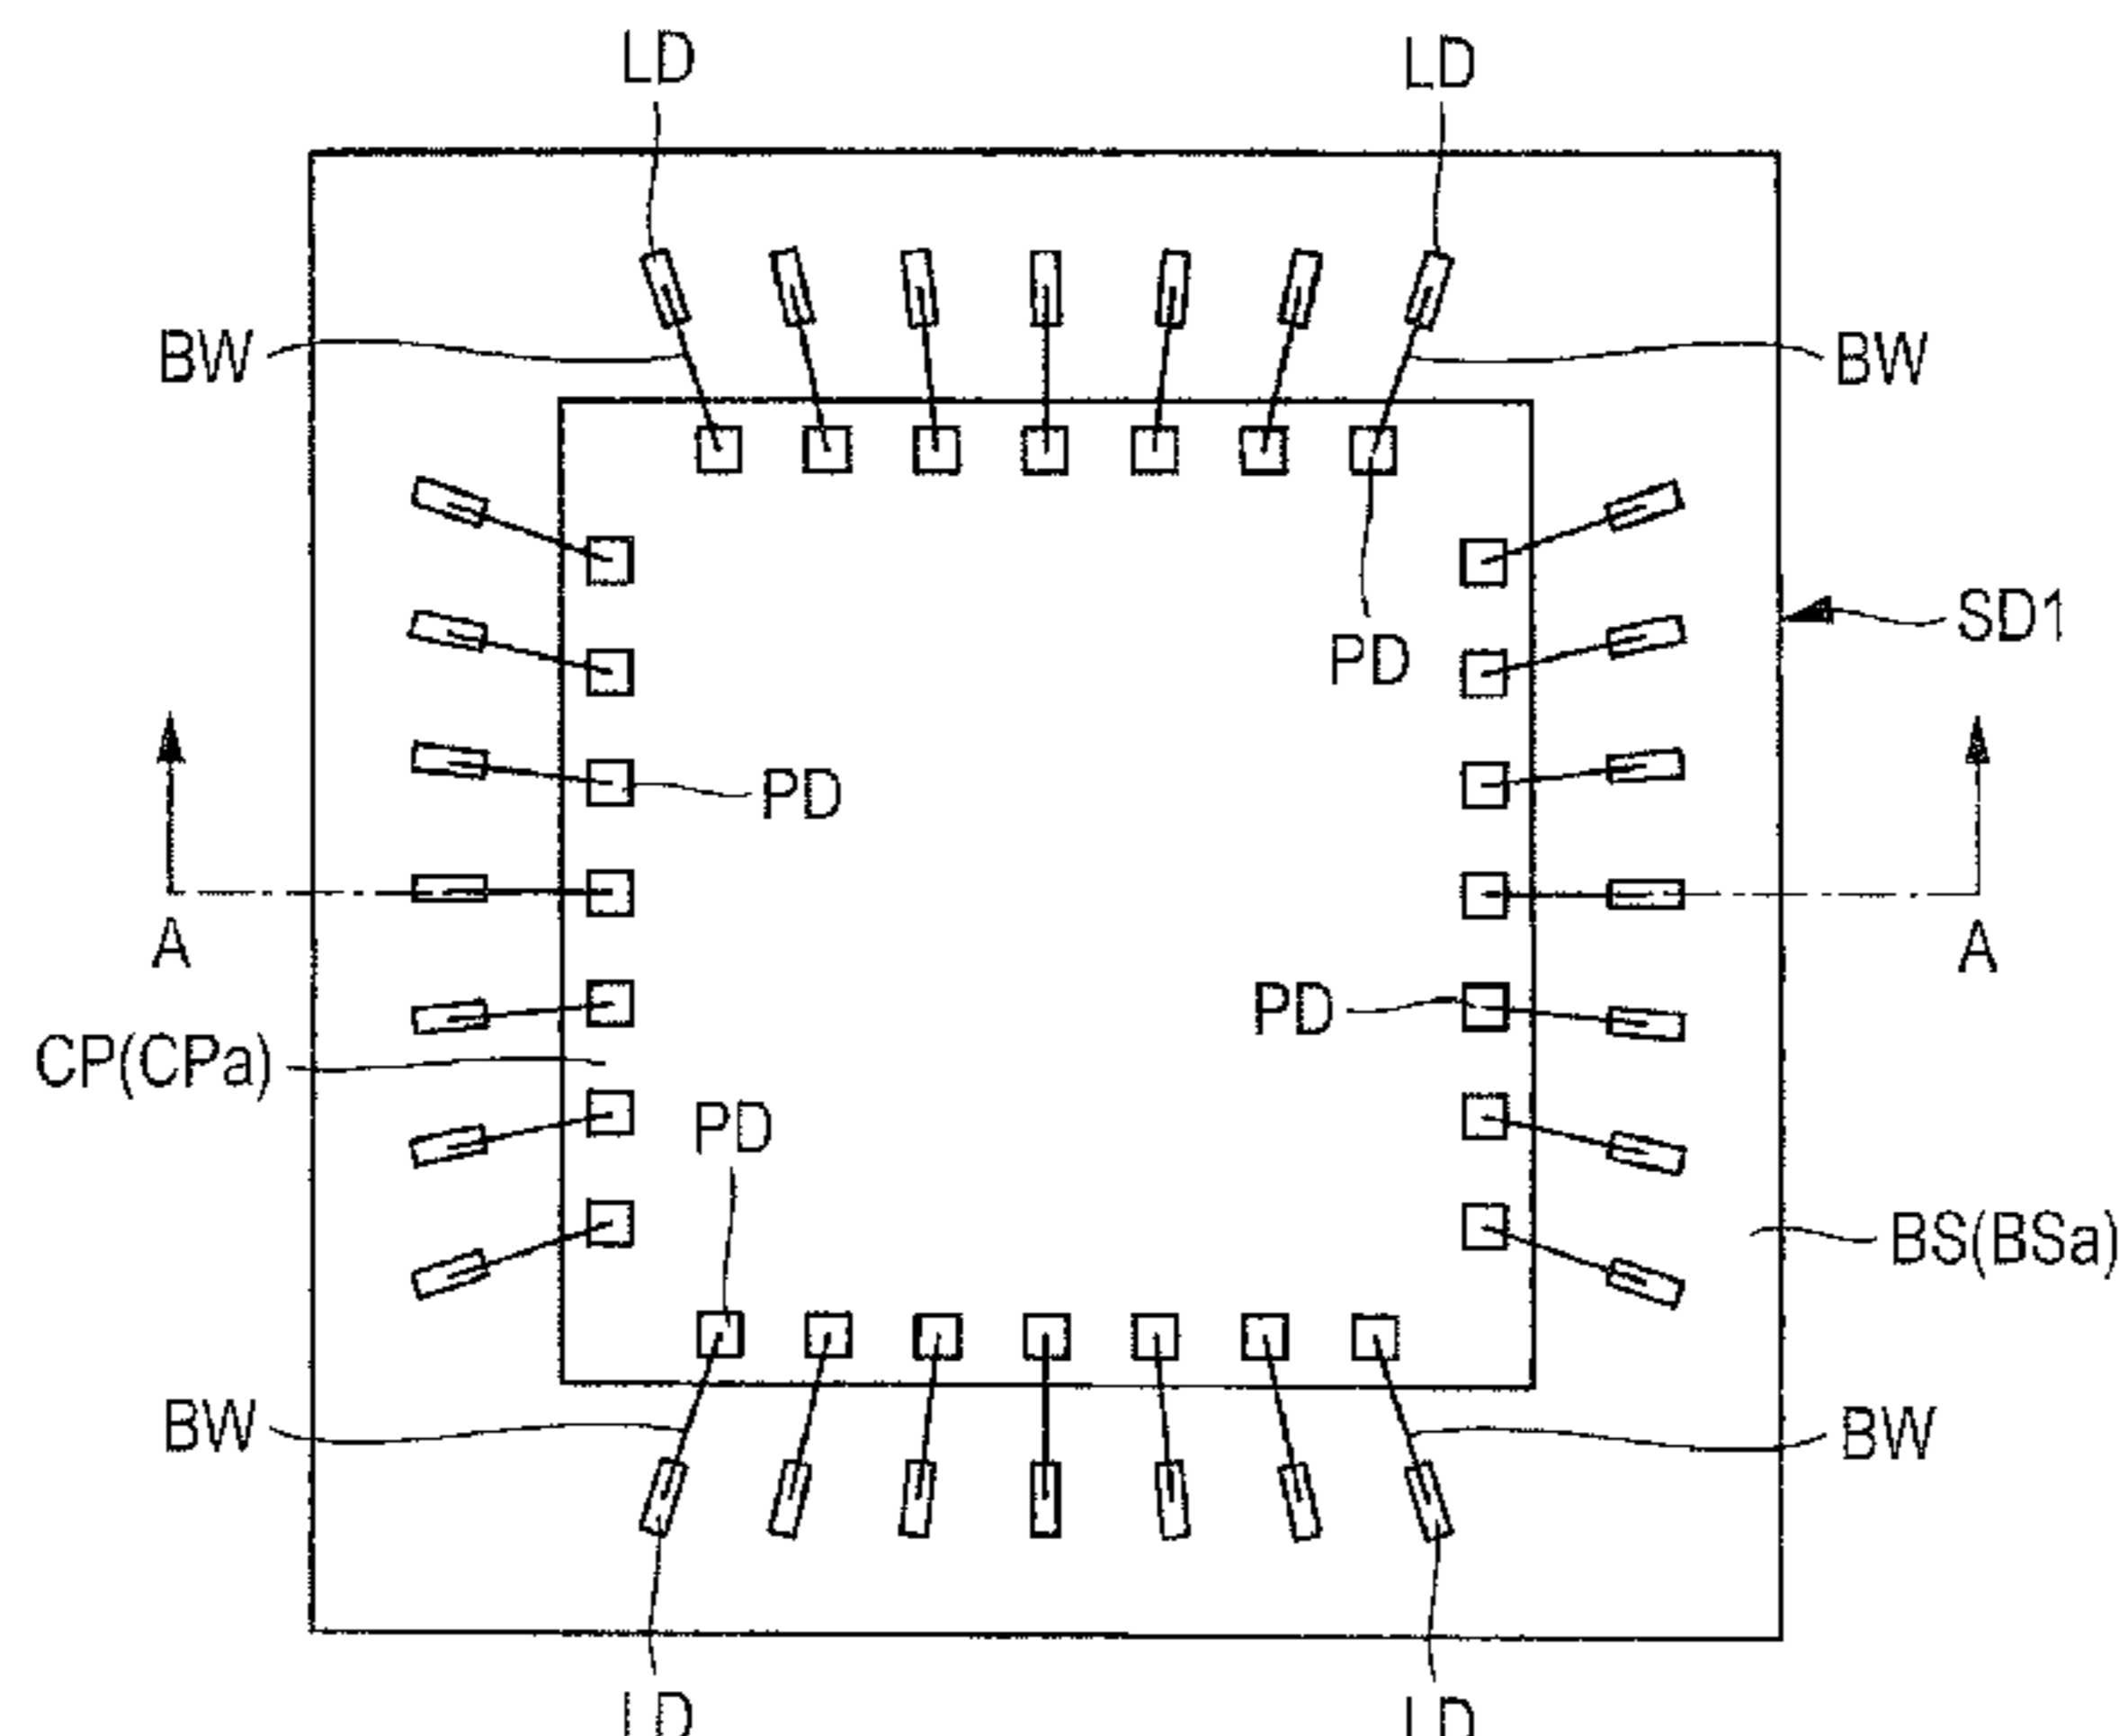 LD LD
BW BW
SD1
PD
PD
A A
PD
CP(CPa)
PD
BS(BSa)
BW BW
LD LD